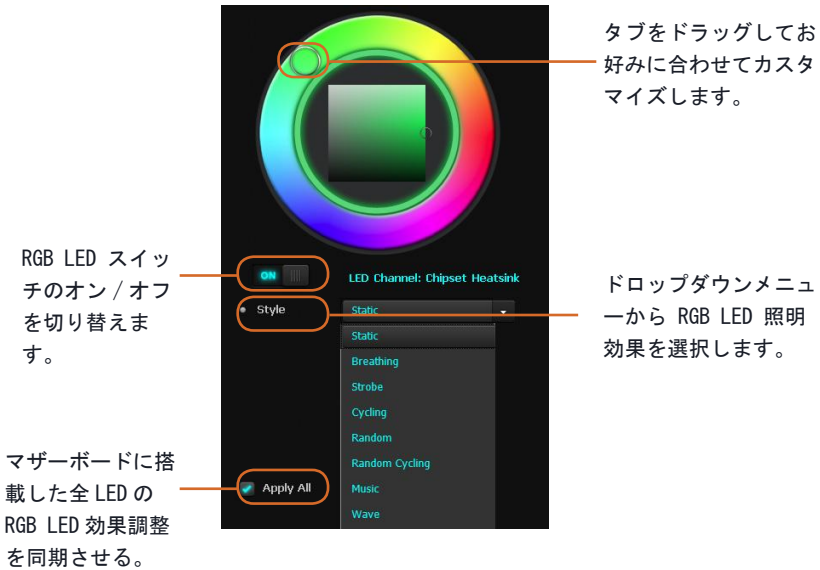 タブをドラッグしてお
好みに合わせてカスタ
マイズします。
RGB LED スイッ
チのオン / オフ
を切り替えま
す。
ON
LED Channel: Chipset Heatsink
Style
Static
ドロップダウンメニュ
ーから RGB LED 照明
効果を選択します。
Static
Breathing
Strobe
Cycling
Random
Random Cycling
Music
Wave
マザーボードに搭
載した全 LED の
RGB LED 効果調整
を同期させる。
Apply All